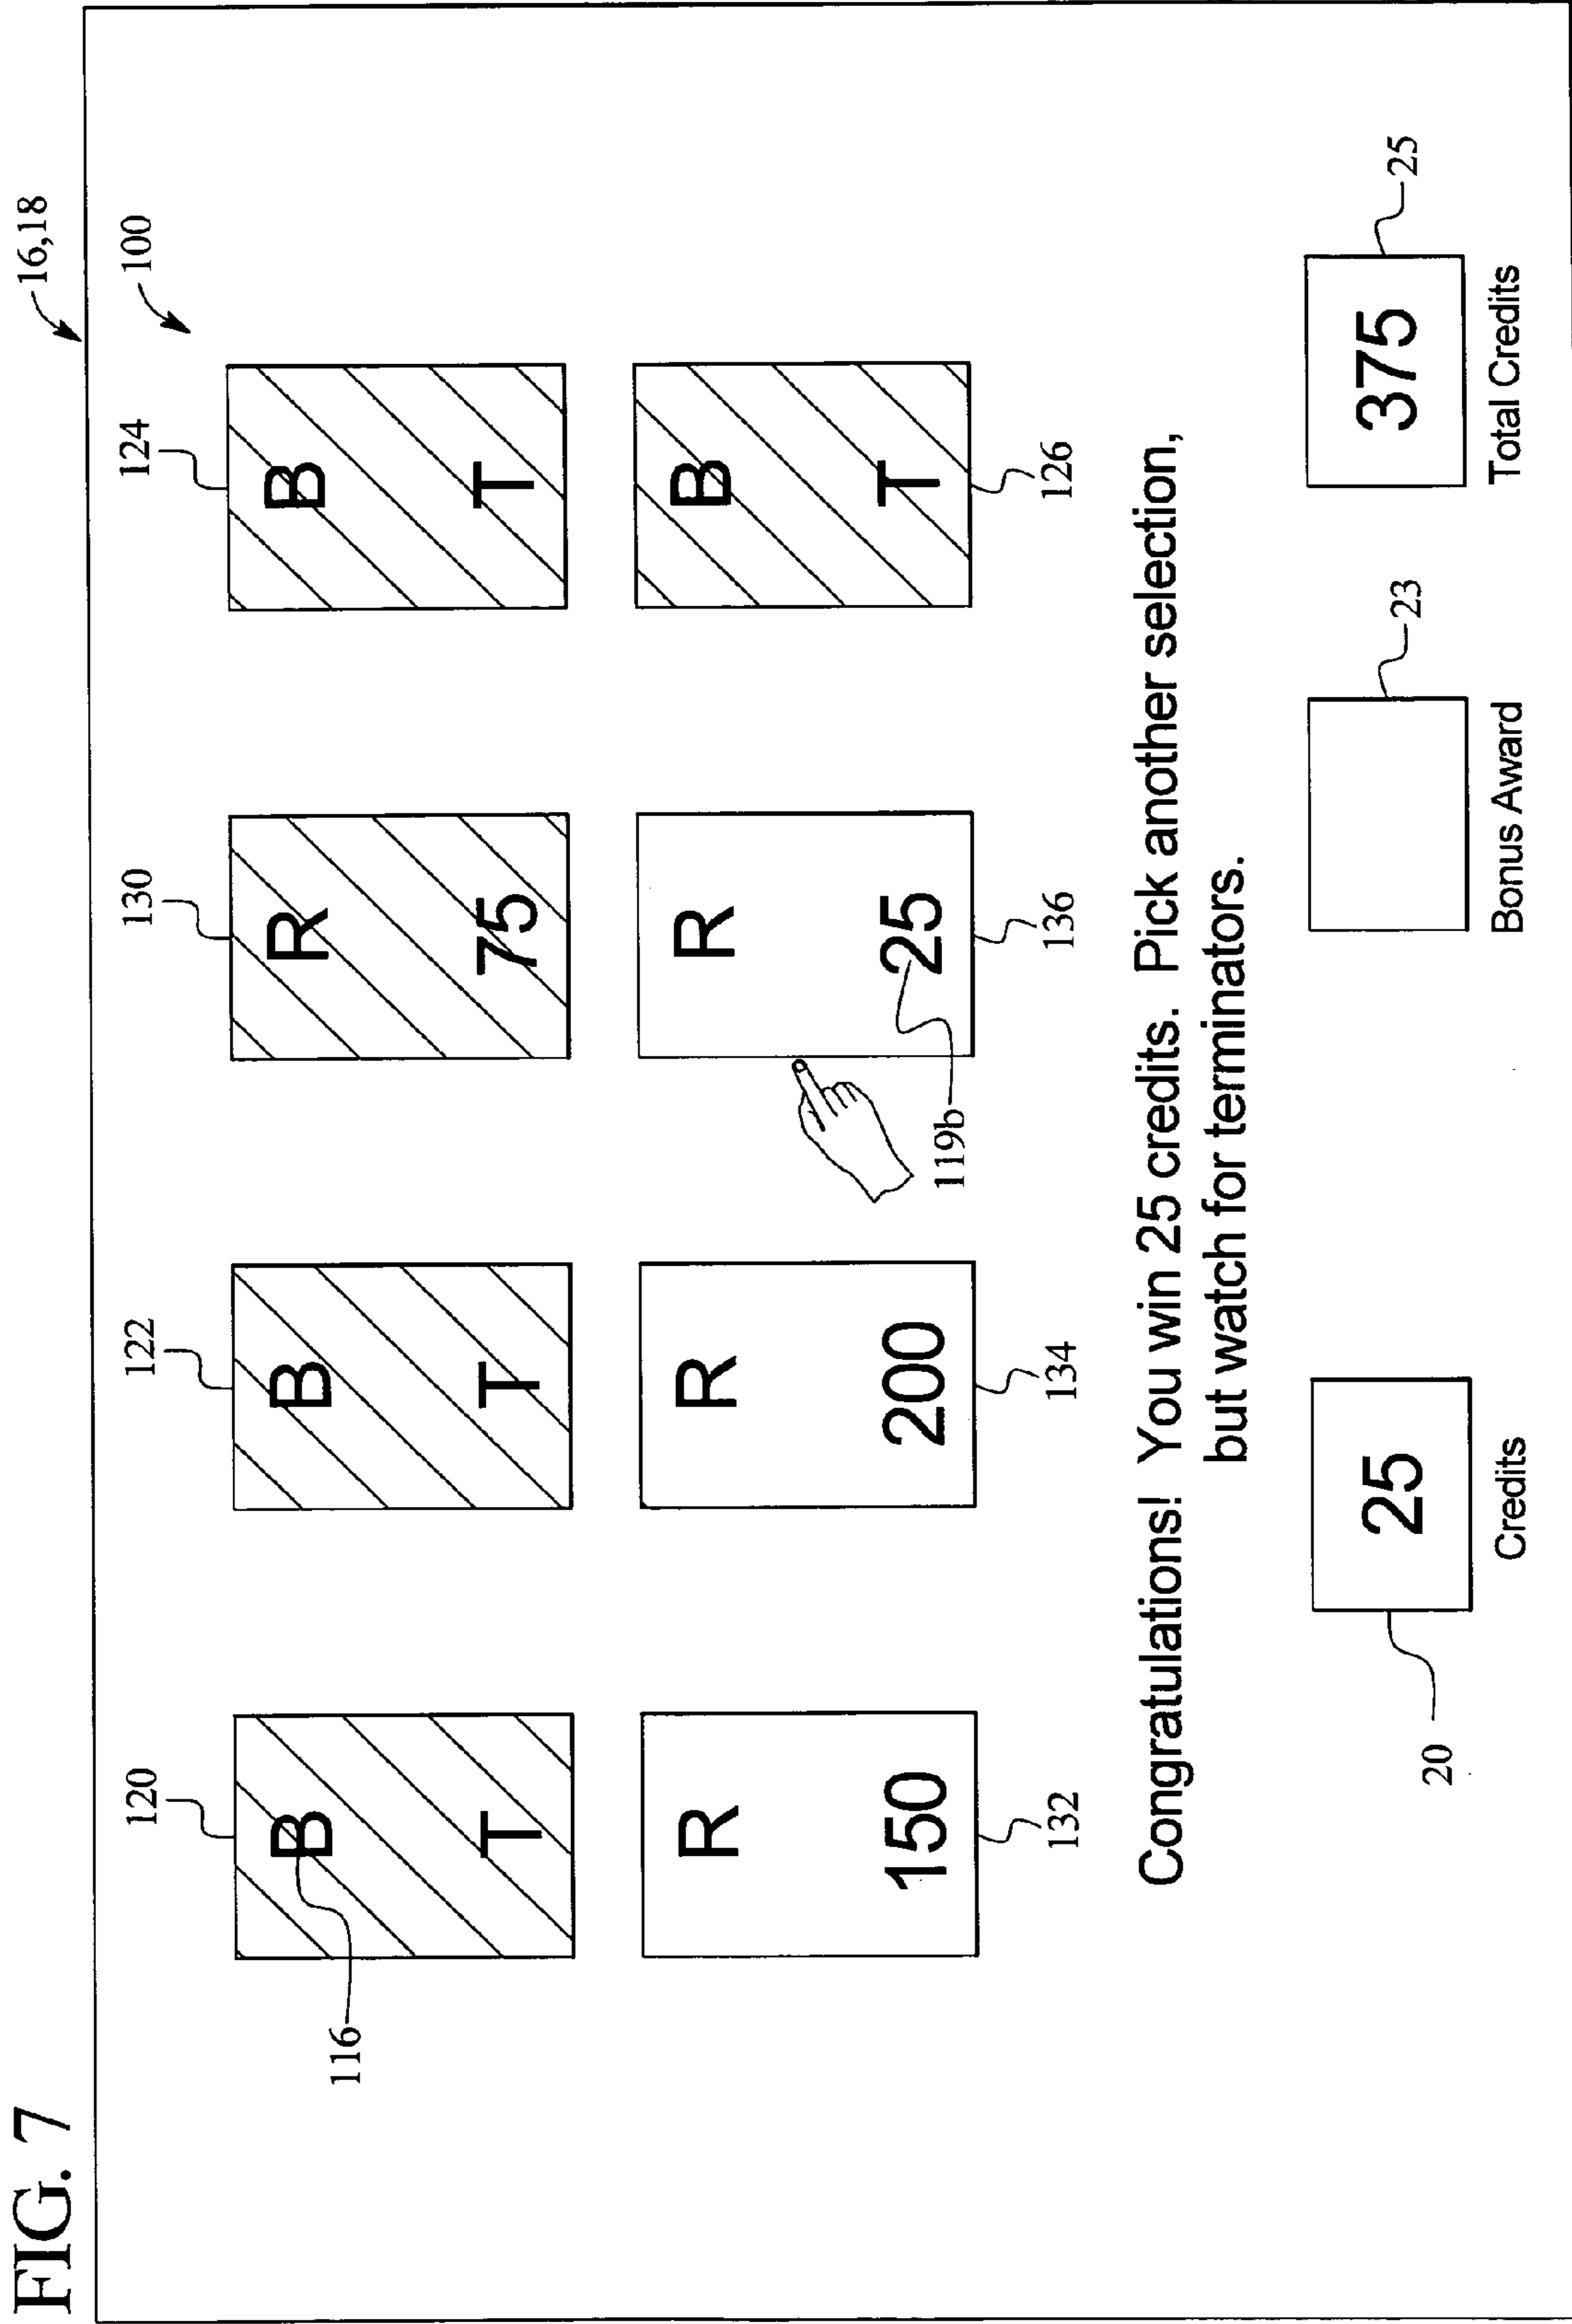 FIG. 7
16,18
100
120
122
130
124
B
B
R
B
116
T
T
75
T
R
R
R
B
150
200
25
T
119b
132
134
136
126
Congratulations! You win 25 credits. Pick another selection,
but watch for terminators.
20
25
23
375
25
Credits
Bonus Award
Total Credits